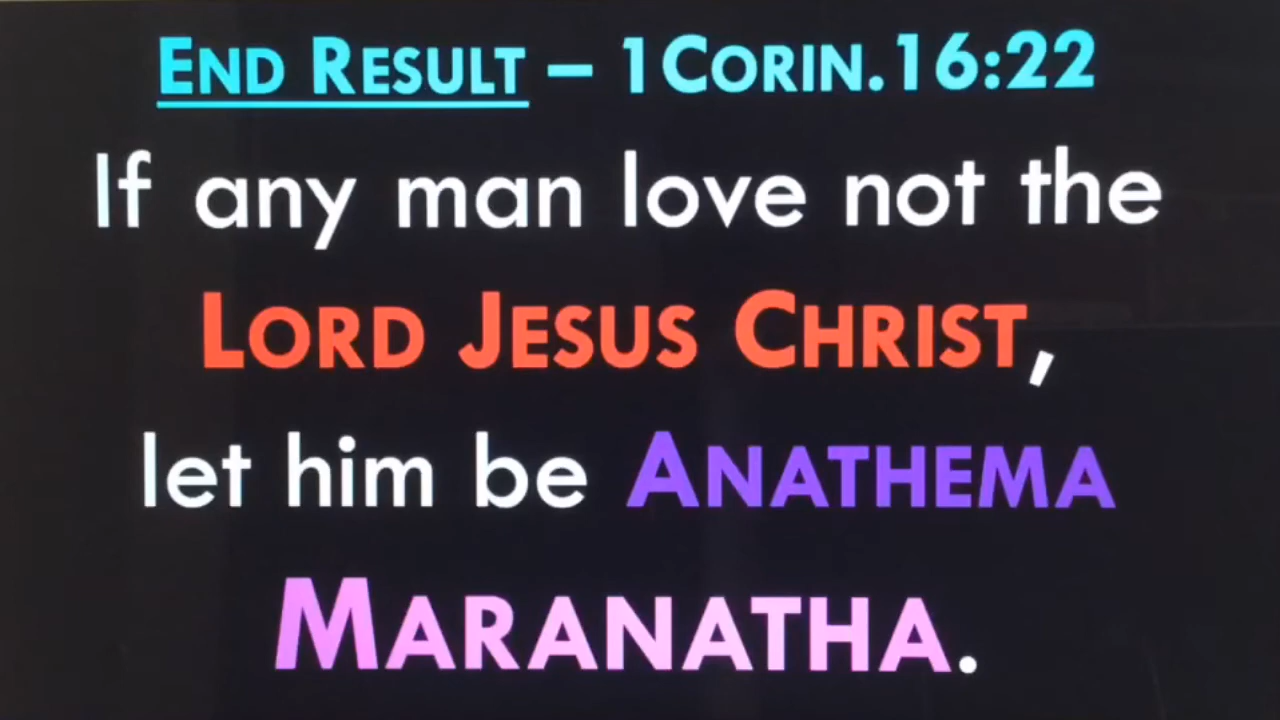 END RESULT – 1CORIN.16:22
If any man love not the
LORD JESUS CHRIST,
let him be ANATHEMA
MARANATHA.